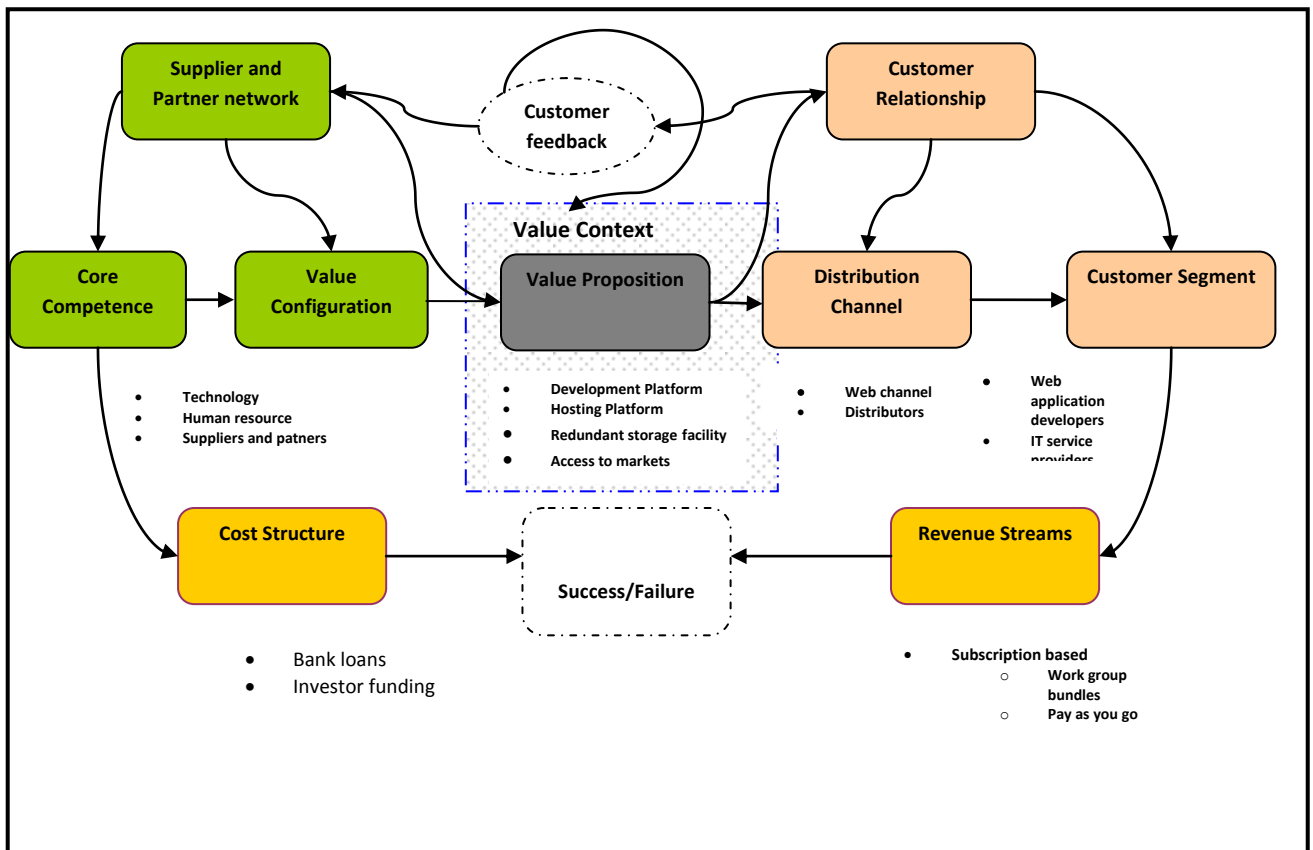 Supplier and
Partner network
Customer
feedback
Customer
Relationship
Value Context
Core
Competence
Value
Configuration
Value Proposition
Distribution
Channel
Customer Segment
• Technology
• Human resource
• Suppliers and patners
• Development Platform
• Hosting Platform
• Redundant storage facility
• Access to markets
• Web channel
• Distributors
• Web
application
developers
• IT service
providers
Cost Structure
Success/Failure
Revenue Streams
• Bank loans
• Investor funding
• Subscription based
o Work group
bundles
o Pay as you go